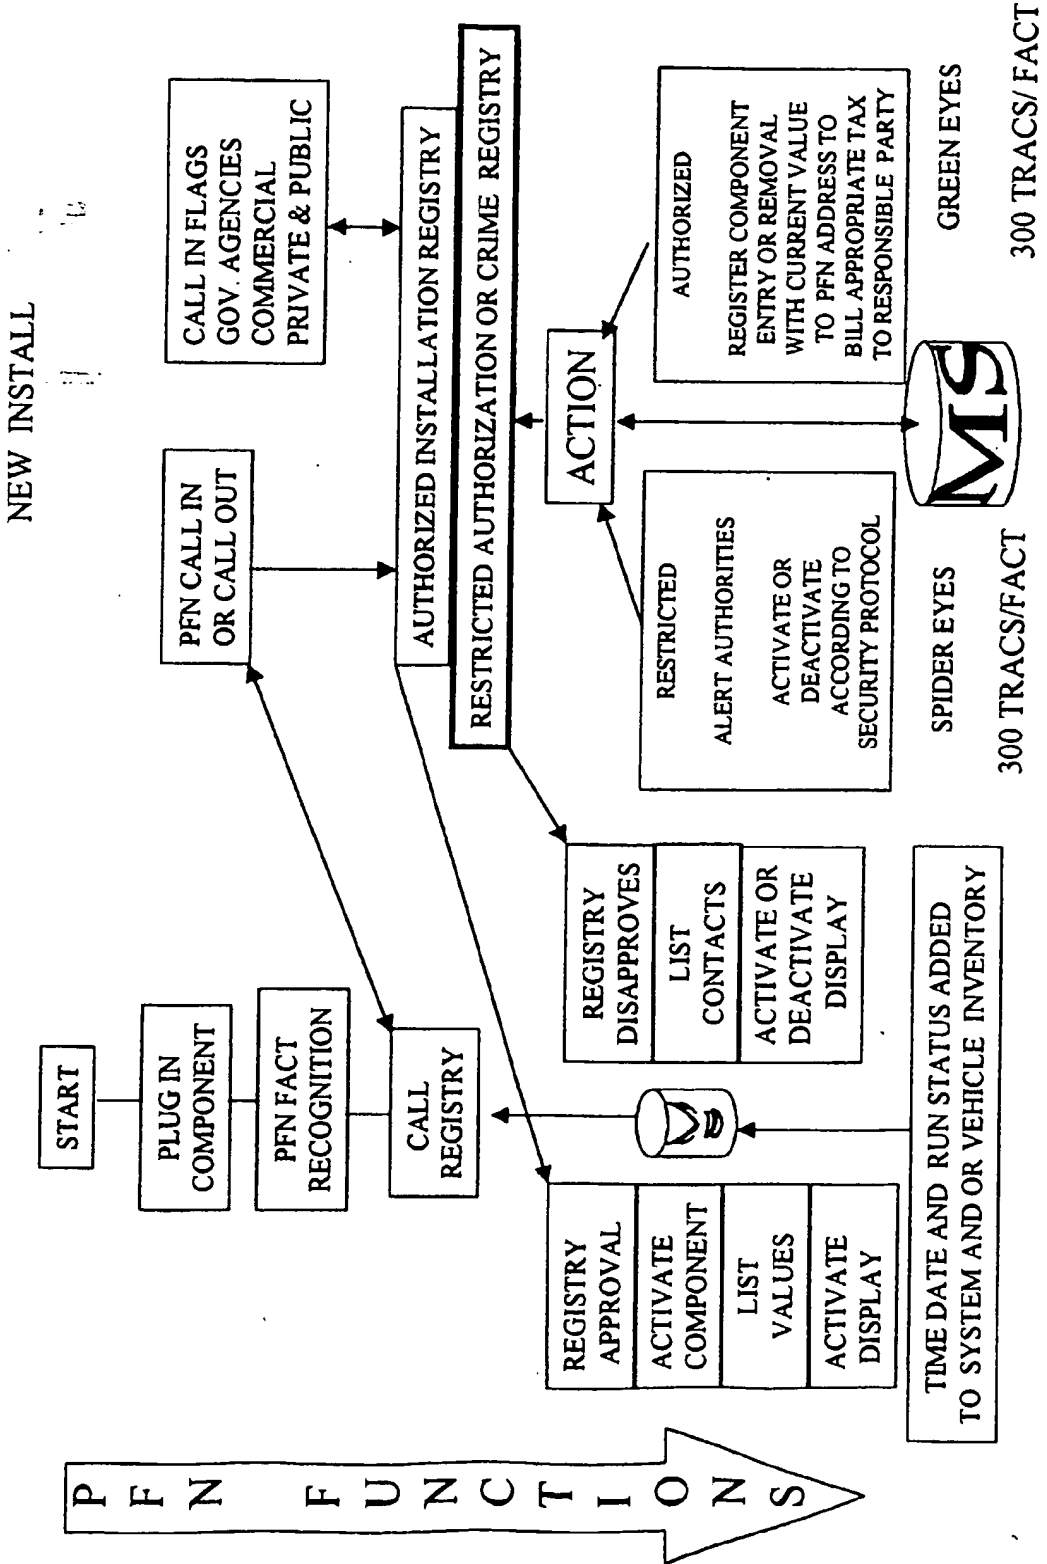 NEW INSTALL
START
PLUG IN
COMPONENT
PFN FACT
RECOGNITION
CALL
REGISTRY
PFN CALL IN
OR CALL OUT
CALL IN FLAGS
GOV. AGENCIES
COMMERCIAL
PRIVATE & PUBLIC
AUTHORIZED INSTALLATION REGISTRY
RESTRICTED AUTHORIZATION OR CRIME REGISTRY
REGISTRY
APPROVAL
ACTIVATE
COMPONENT
LIST
VALUES
ACTIVATE
DISPLAY
REGISTRY
DISAPPROVES
LIST
CONTACTS
ACTIVATE OR
DEACTIVATE
DISPLAY
ACTION
RESTRICTED
ALERT AUTHORITIES
ACTIVATE OR
DEACTIVATE
ACCORDING TO
SECURITY PROTOCOL
AUTHORIZED
REGISTER COMPONENT
ENTRY OR REMOVAL
WITH CURRENT VALUE
TO PFN ADDRESS TO
BILL APPROPRIATE TAX
TO RESPONSIBLE PARTY
MS
TIME DATE AND RUN STATUS ADDED
TO SYSTEM AND OR VEHICLE INVENTORY
SPIDER EYES
300 TRACS/FACT
GREEN EYES
300 TRACS/ FACT
PFN FUNCTIONS